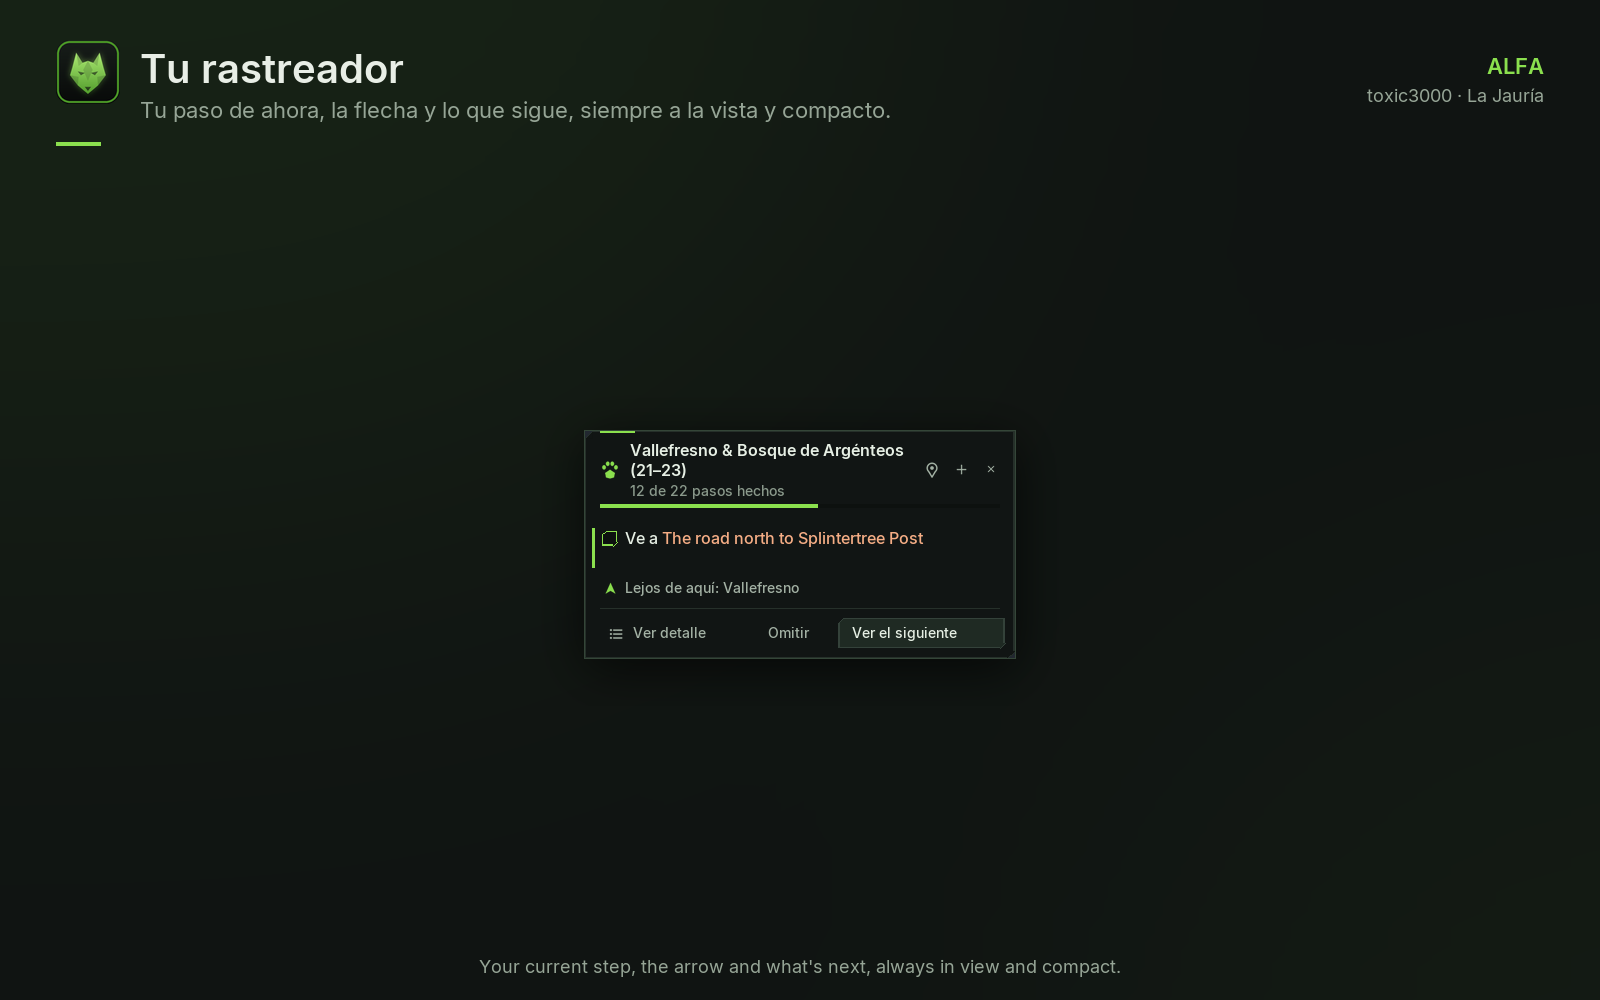 Tu rastreador
Tu paso de ahora, la flecha y lo que sigue, siempre a la vista y compacto.
ALFA
toxic3000 · La Jauría
Vallefresno & Bosque de Argénteos
(21–23)
12 de 22 pasos hechos
Ve a The road north to Splintertree Post
Lejos de aquí: Vallefresno
Ver detalle
Omitir
Ver el siguiente
Your current step, the arrow and what's next, always in view and compact.